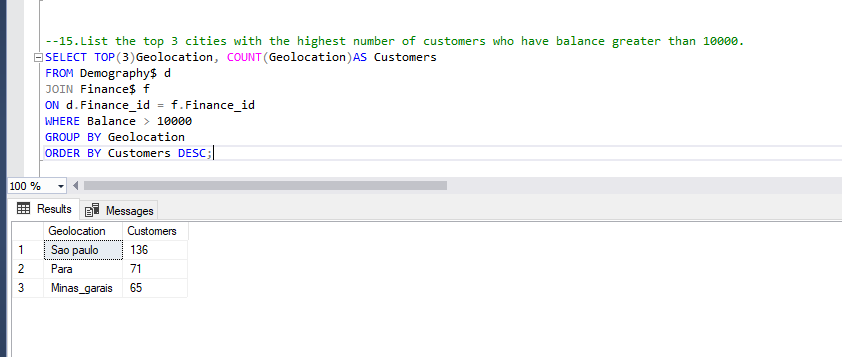 --15.List the top 3 cities with the highest number of customers who have balance greater than 10000.
SELECT TOP(3)Geolocation, COUNT(Geolocation)AS Customers
FROM Demography$ d
JOIN Finance$ f
ON d.Finance_id = f.Finance_id
WHERE Balance > 10000
GROUP BY Geolocation
ORDER BY Customers DESC;
100 %
Results Messages
Geolocation Customers
1 Sao paulo 136
2 Para 71
3 Minas_garais 65